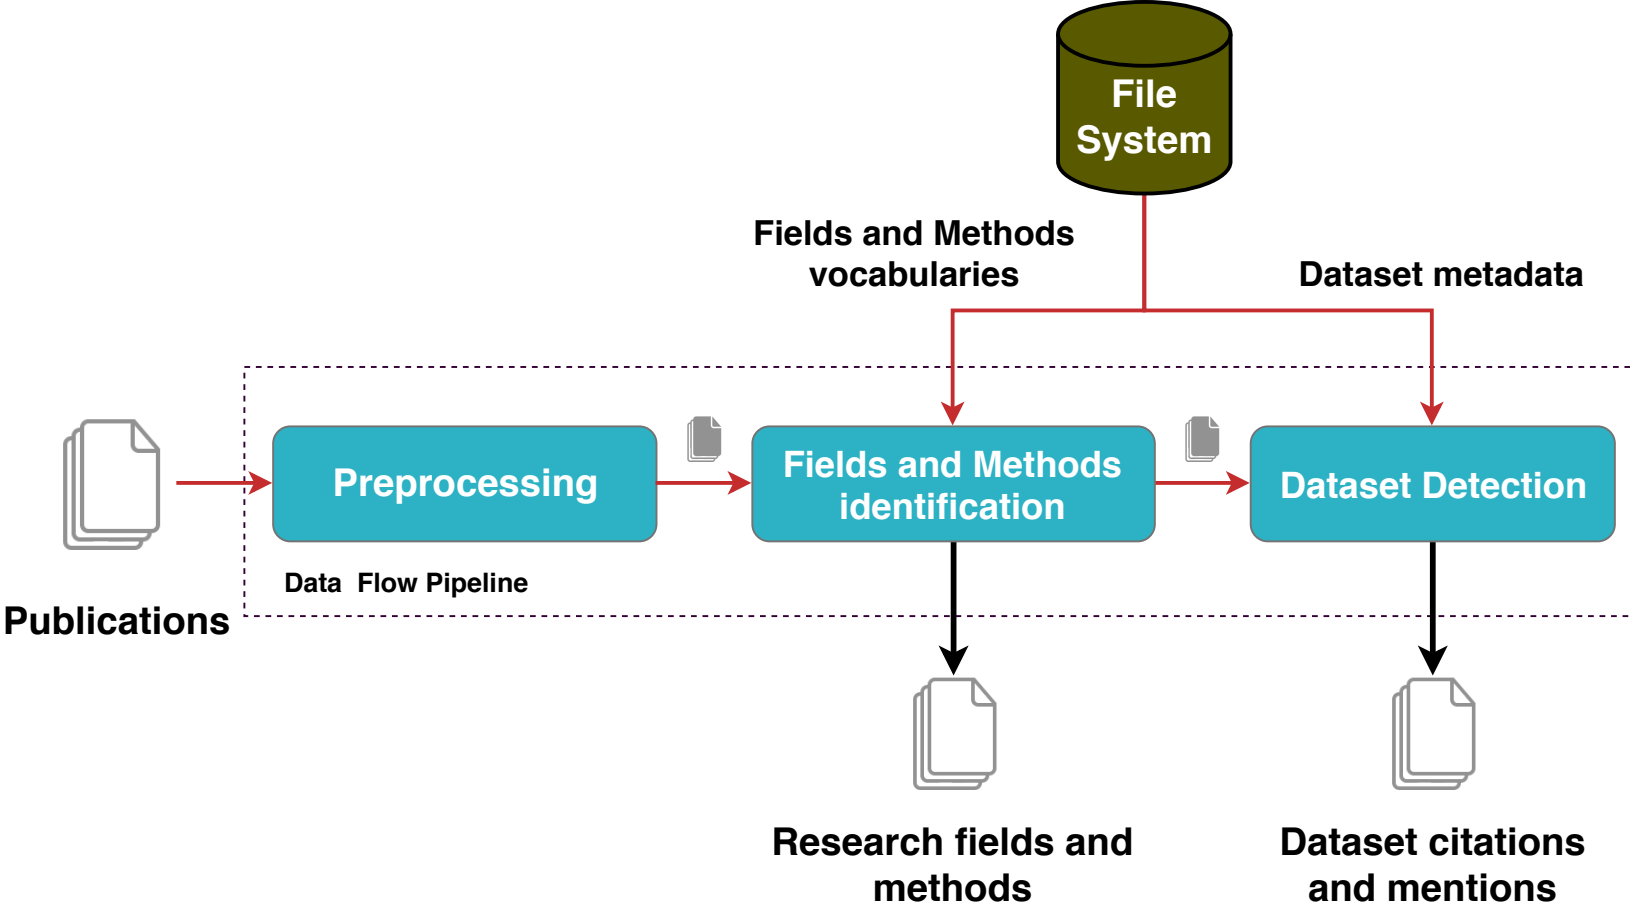 File
System
Fields and Methods
vocabularies
Dataset metadata
Preprocessing
Fields and Methods
identification
Dataset Detection
Data Flow Pipeline
Publications
Research fields and
methods
Dataset citations
and mentions